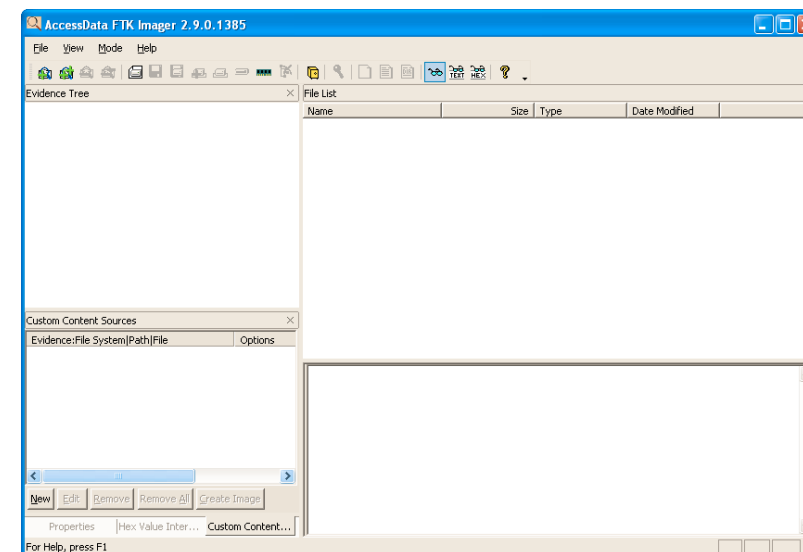 AccessData FTK Imager 2.9.0.1385
File View Mode Help
TEXT HEX ?
Evidence Tree
File List
Name Size Type Date Modified
Custom Content Sources
Evidence:File System|Path|File Options
New Edit Remove Remove All Create Image
Properties Hex Value Inter... Custom Content...
For Help, press F1